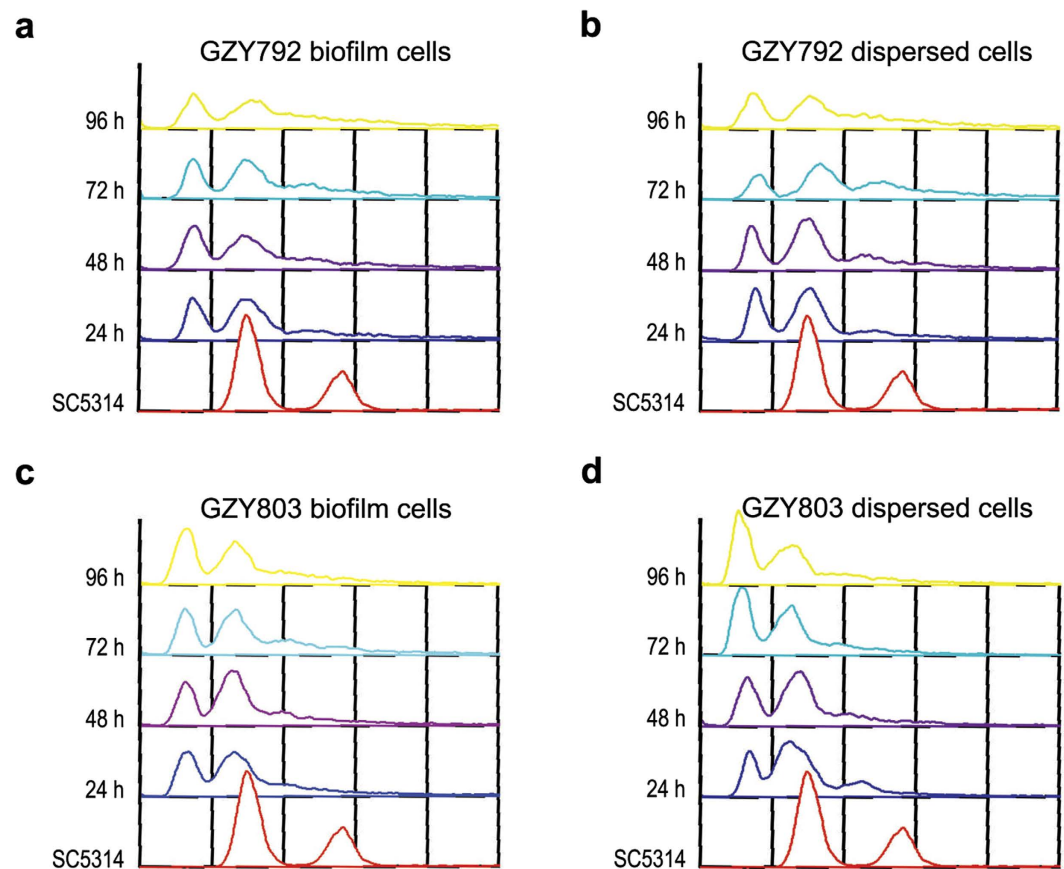 a
GZY792 biofilm cells
96 h
72 h
48 h
24 h
SC5314
b
GZY792 dispersed cells
96 h
72 h
48 h
24 h
SC5314
c
GZY803 biofilm cells
96 h
72 h
48 h
24 h
SC5314
d
GZY803 dispersed cells
96 h
72 h
48 h
24 h
SC5314